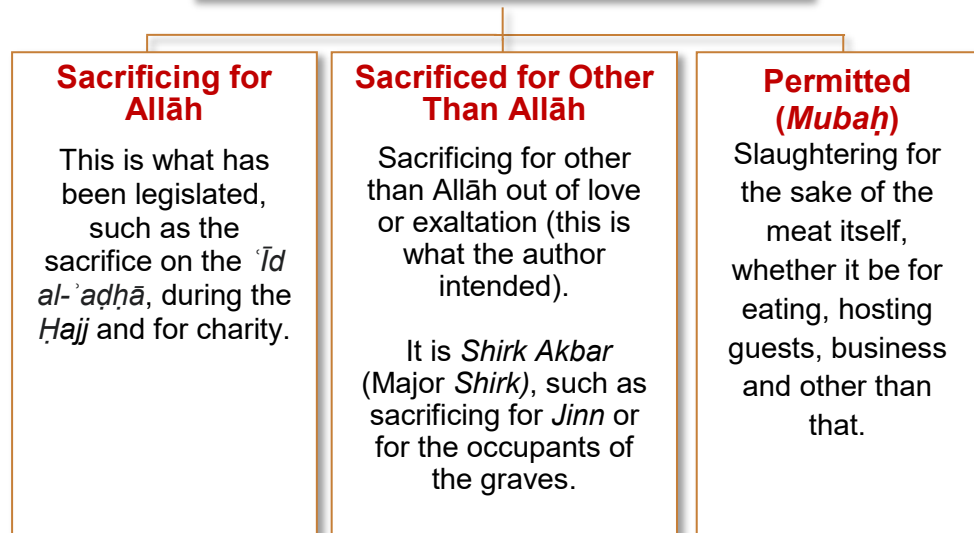 Sacrificing for
Allāh
This is what has
been legislated,
such as the
sacrifice on the ʿĪd
al-ʾaḍḥā, during the
Ḥajj and for charity.
Sacrificed for Other
Than Allāh
Sacrificing for other
than Allāh out of love
or exaltation (this is
what the author
intended).
It is Shirk Akbar
(Major Shirk), such as
sacrificing for Jinn or
for the occupants of
the graves.
Permitted
(Mubaḥ)
Slaughtering for
the sake of the
meat itself,
whether it be for
eating, hosting
guests, business
and other than
that.